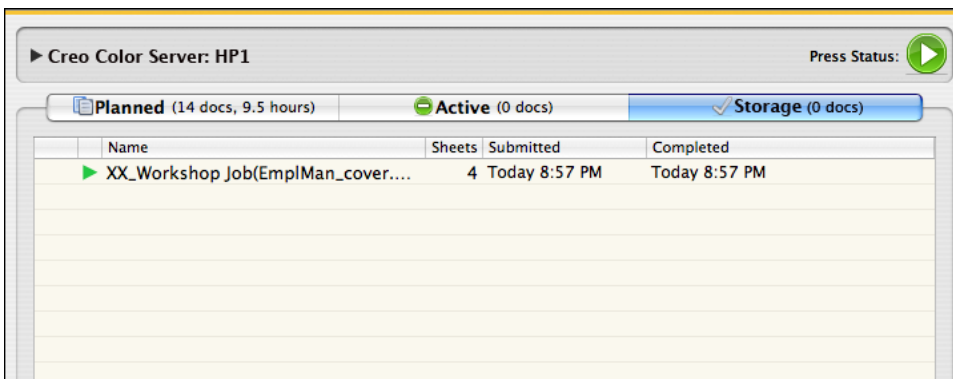 Creo Color Server: HP1 Press Status:
Planned (14 docs, 9.5 hours) Active (0 docs) Storage (0 docs)
Name Sheets Submitted Completed
XX_Workshop Job(EmplMan_cover.... 4 Today 8:57 PM Today 8:57 PM